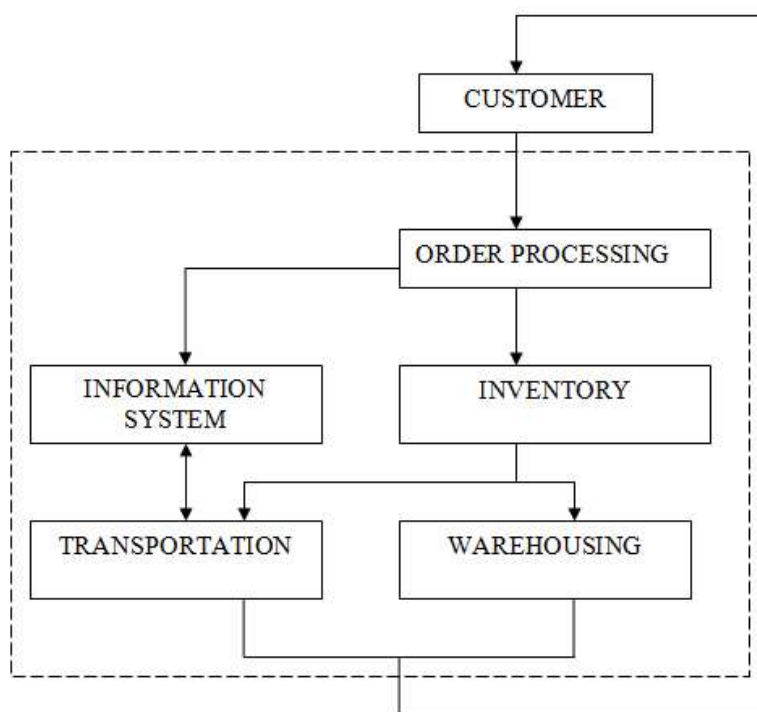 CUSTOMER
ORDER PROCESSING
INFORMATION
SYSTEM
INVENTORY
TRANSPORTATION
WAREHOUSING